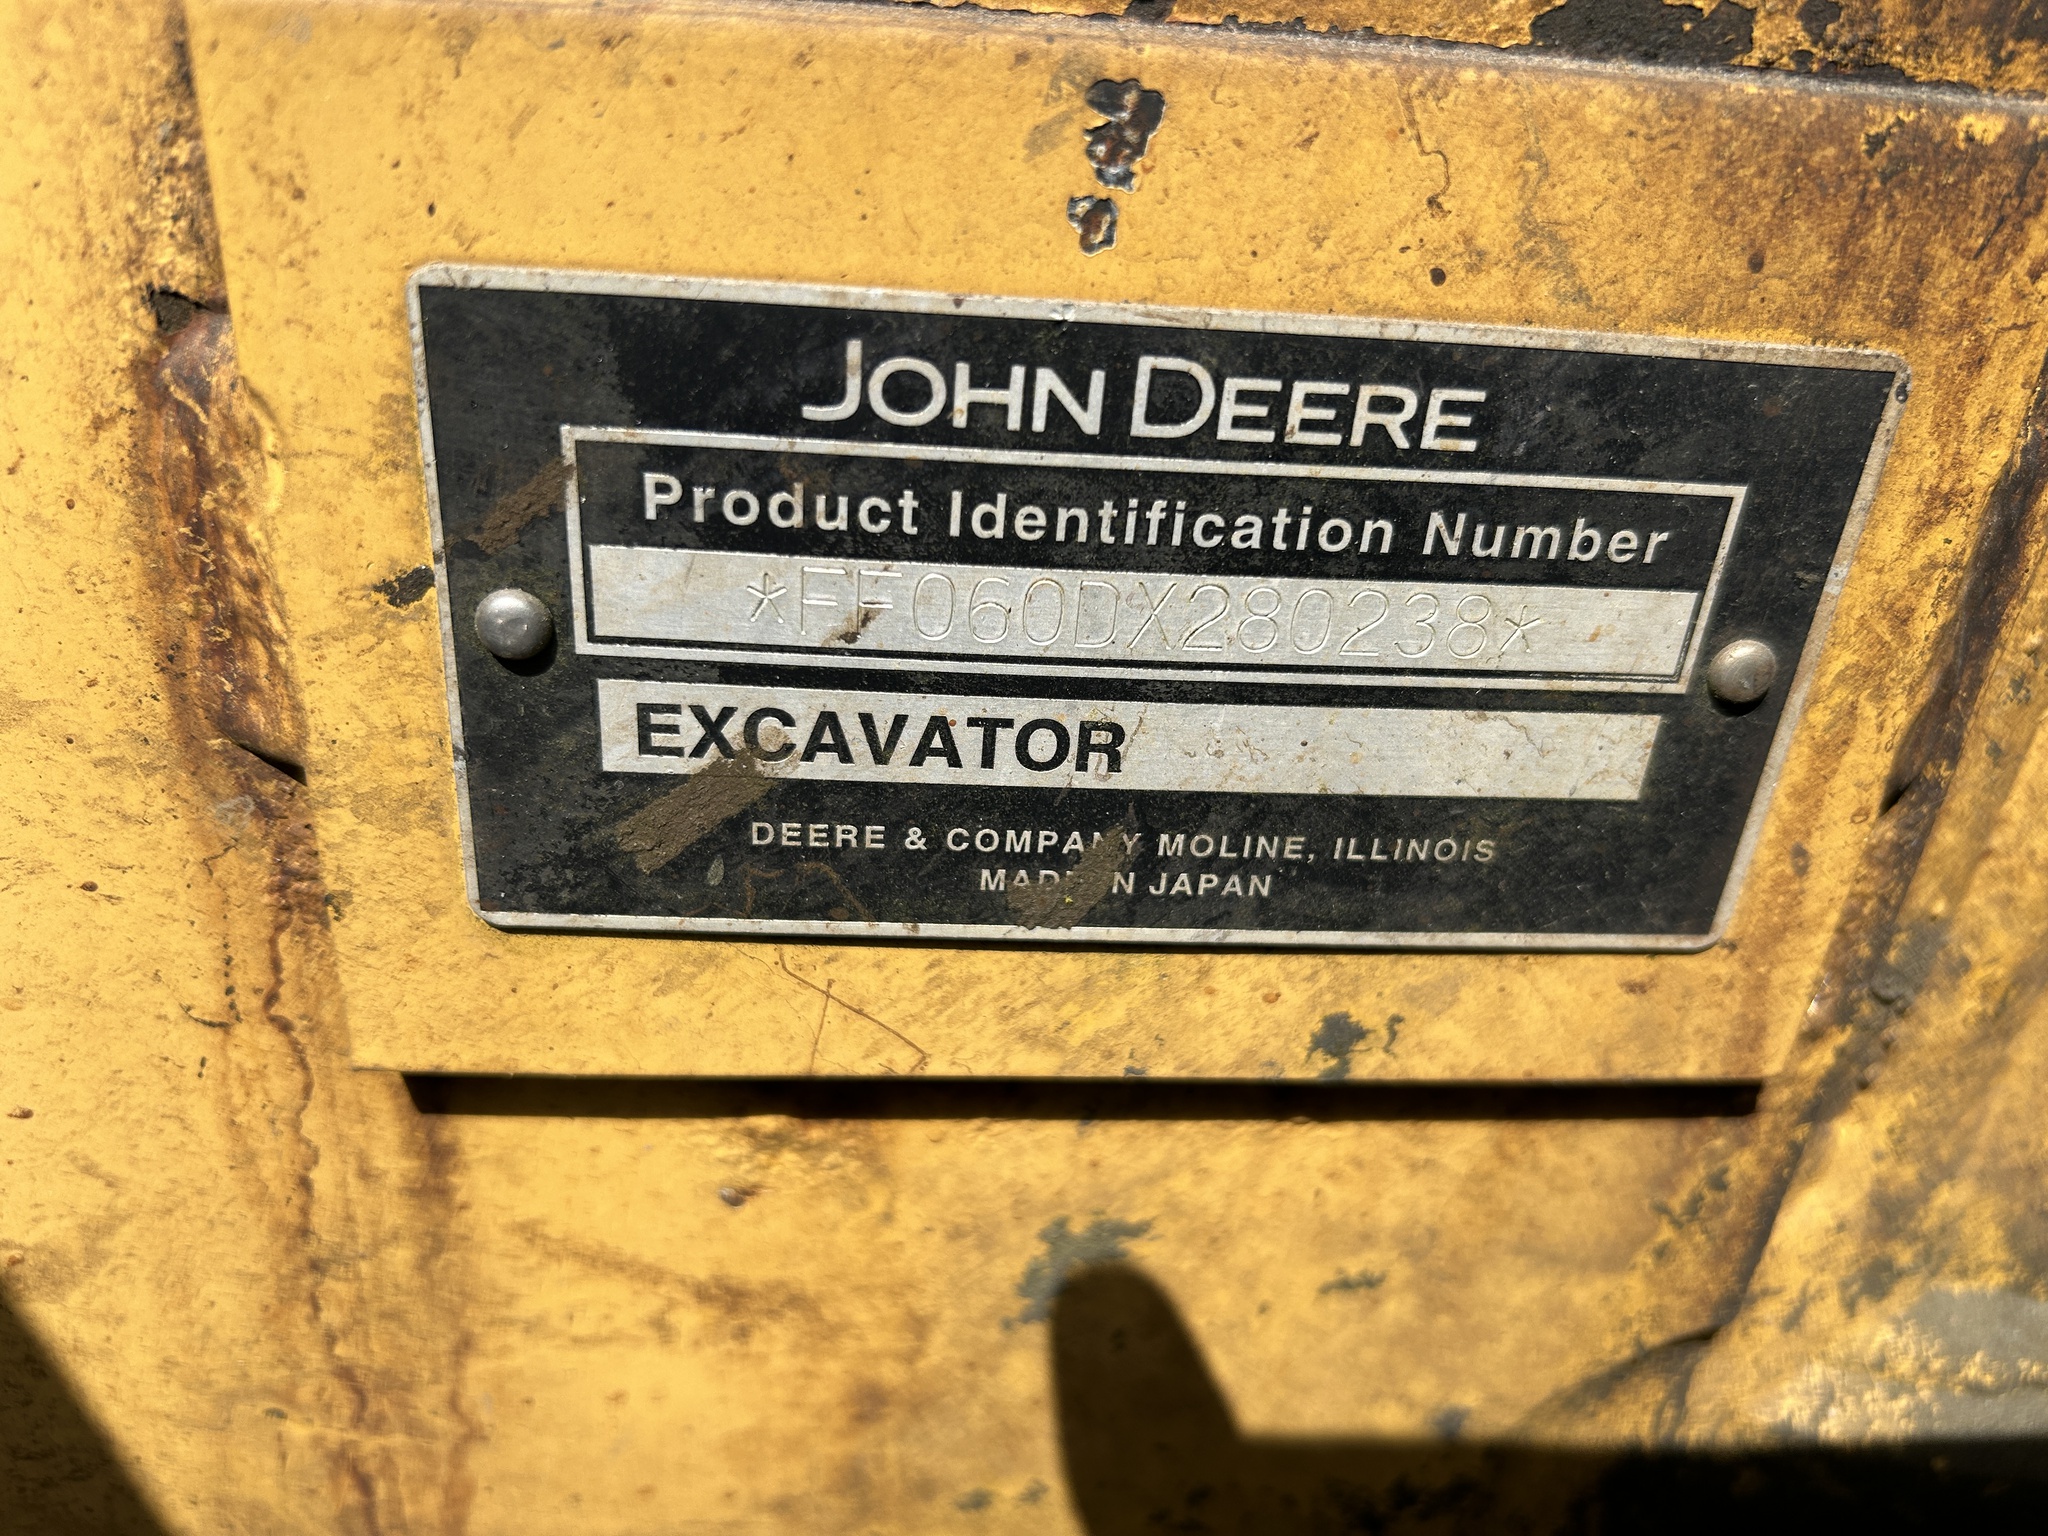 JOHN DEERE
Product Identification Number
*FF060DX280238*
EXCAVATOR
DEERE & COMPANY MOLINE, ILLINOIS
MADE IN JAPAN